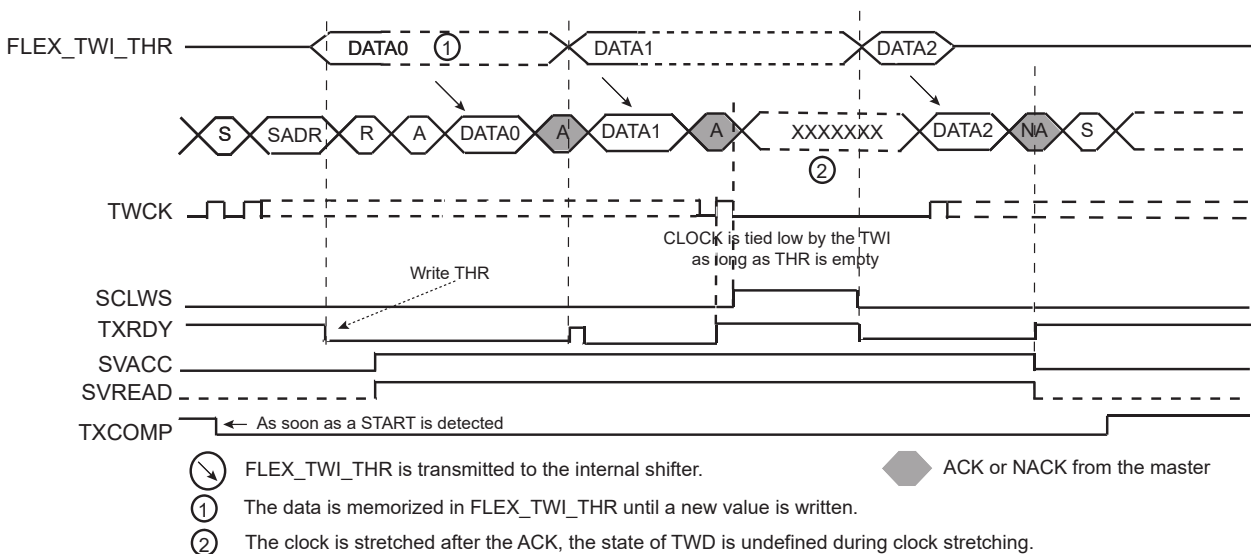 FLEX_TWI_THR DATA0 1 DATA1 DATA2
S SADR R A DATA0 A DATA1 A XXXXXXX DATA2 NA S
2
TWCK
CLOCK is tied low by the TWI
as long as THR is empty
Write THR
SCLWS
TXRDY
SVACC
SVREAD
TXCOMP As soon as a START is detected
FLEX_TWI_THR is transmitted to the internal shifter. ACK or NACK from the master
1 The data is memorized in FLEX_TWI_THR until a new value is written.
2 The clock is stretched after the ACK, the state of TWD is undefined during clock stretching.